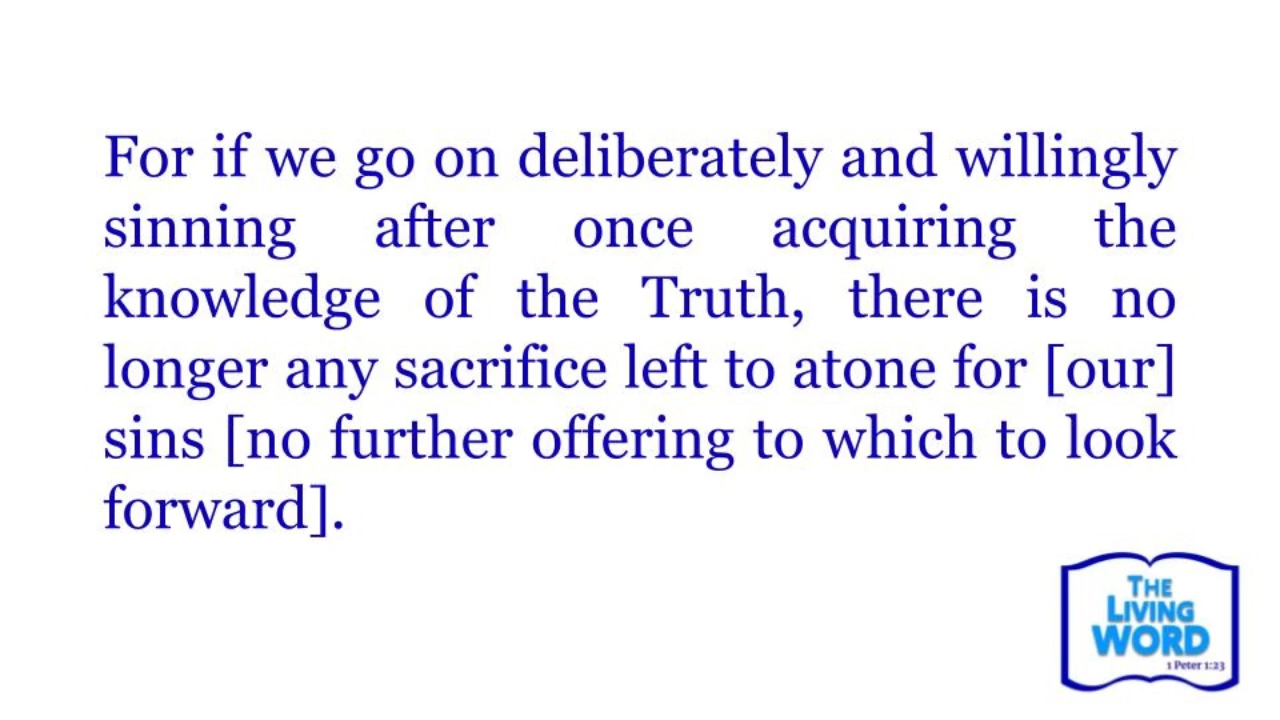 For if we go on deliberately and willingly
sinning after once acquiring the
knowledge of the Truth, there is no
longer any sacrifice left to atone for [our]
sins [no further offering to which to look
forward].
THE
LIVING
WORD
1 Peter 1:23